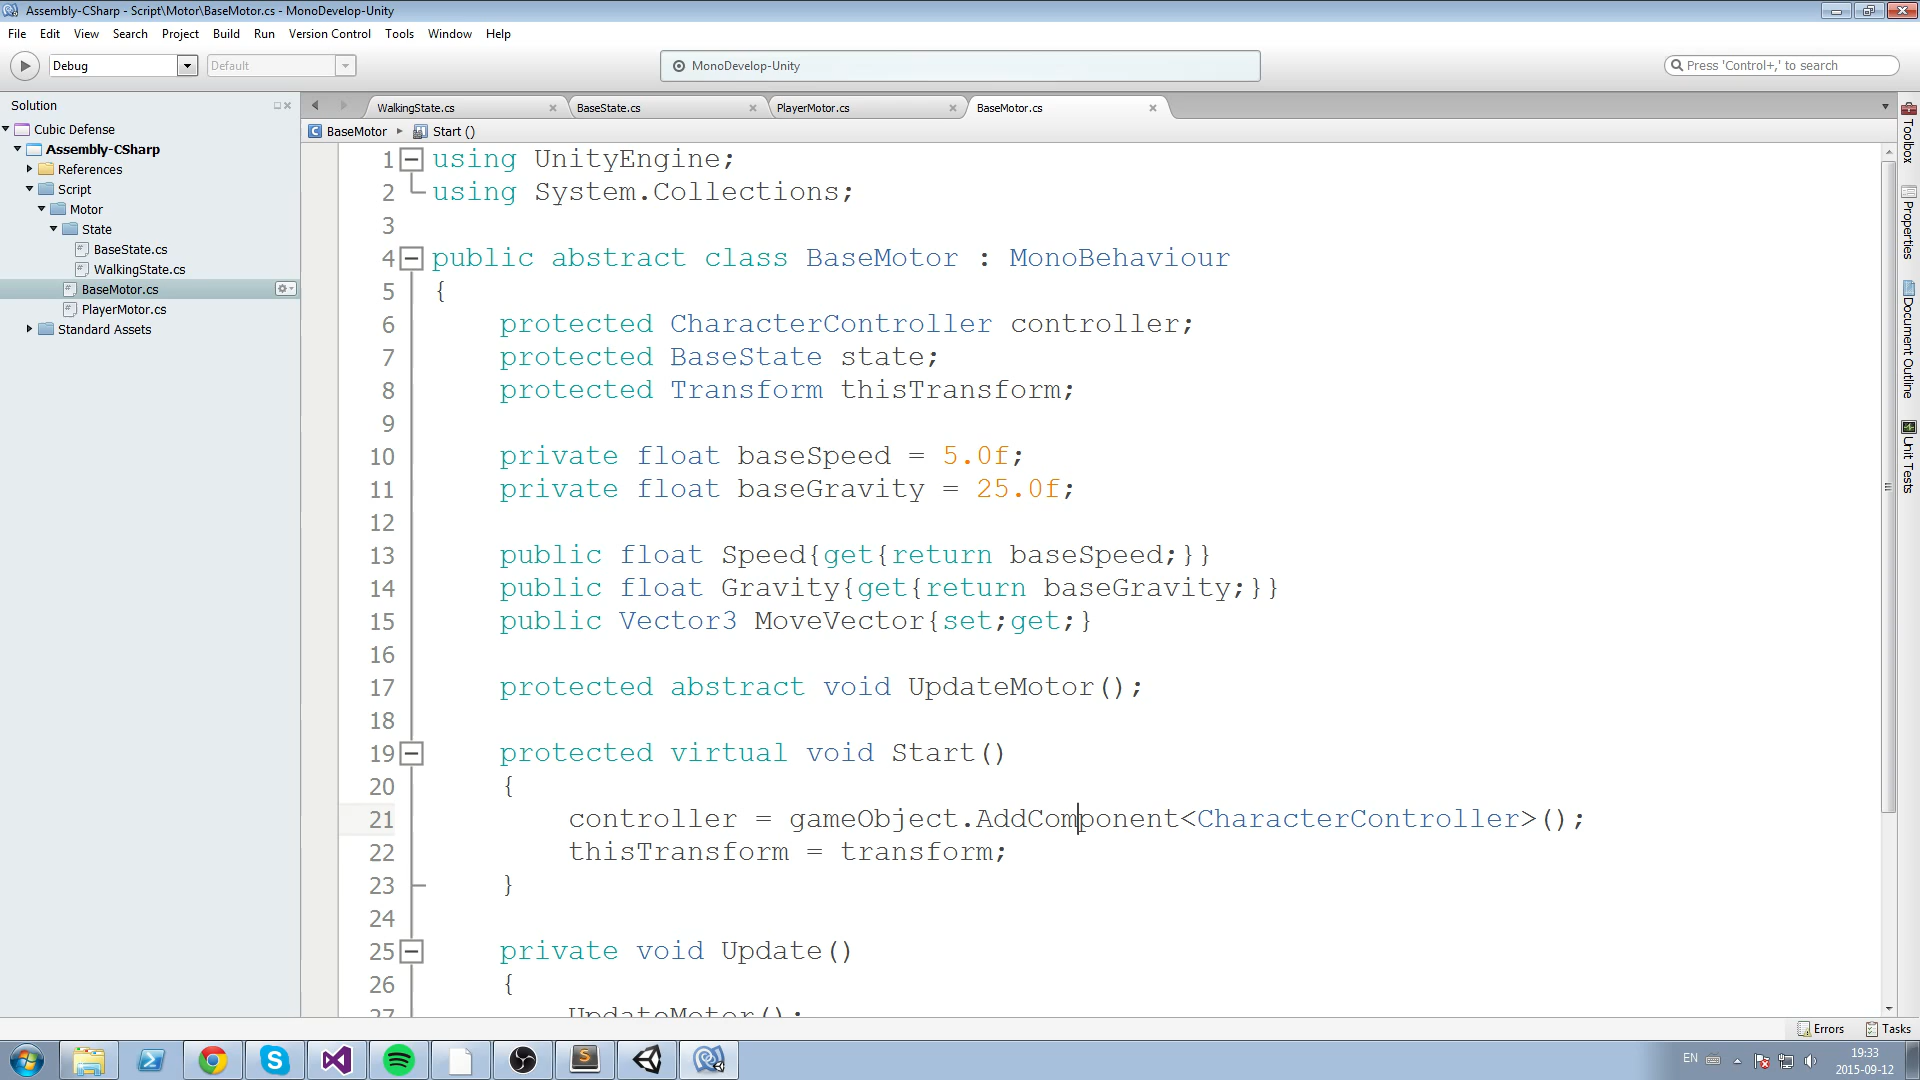 Assembly-CSharp - Script\Motor\BaseMotor.cs - MonoDevelop-Unity
File Edit View Search Project Build Run Version Control Tools Window Help
Debug Default MonoDevelop-Unity Press 'Control+,' to search
Solution
Cubic Defense
Assembly-CSharp
References
Script
Motor
State
BaseState.cs
WalkingState.cs
BaseMotor.cs
PlayerMotor.cs
Standard Assets
WalkingState.cs BaseState.cs PlayerMotor.cs BaseMotor.cs
BaseMotor Start ()
1 using UnityEngine;
2 using System.Collections;
3
4 public abstract class BaseMotor : MonoBehaviour
5 {
6 protected CharacterController controller;
7 protected BaseState state;
8 protected Transform thisTransform;
9
10 private float baseSpeed = 5.0f;
11 private float baseGravity = 25.0f;
12
13 public float Speed{get{return baseSpeed;}}
14 public float Gravity{get{return baseGravity;}}
15 public Vector3 MoveVector{set;get;}
16
17 protected abstract void UpdateMotor();
18
19 protected virtual void Start()
20 {
21 controller = gameObject.AddComponent<CharacterController>();
22 thisTransform = transform;
23 }
24
25 private void Update()
26 {
27 UpdateMotor();
Toolbox
Properties
Document Outline
Unit Tests
Errors Tasks
EN
19:33
2015-09-12